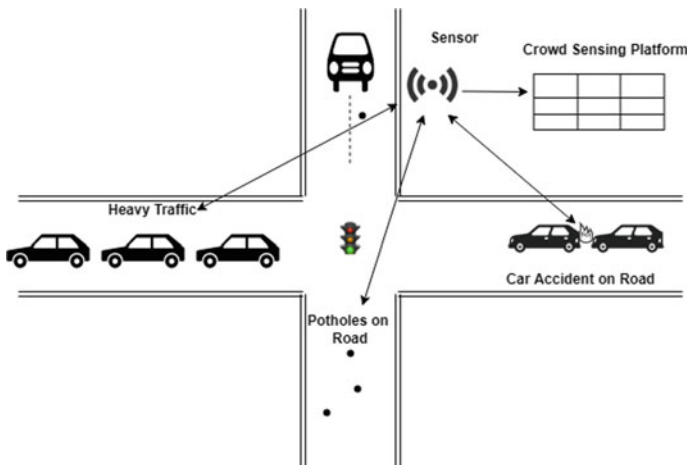 Sensor
Crowd Sensing Platform
Heavy Traffic
Car Accident on Road
Potholes on
Road